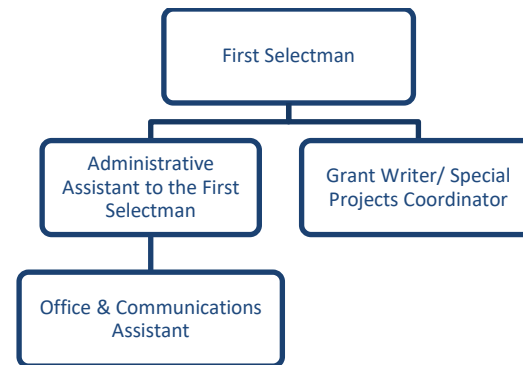 First Selectman
Administrative
Assistant to the First
Selectman
Grant Writer/ Special
Projects Coordinator
Office & Communications
Assistant